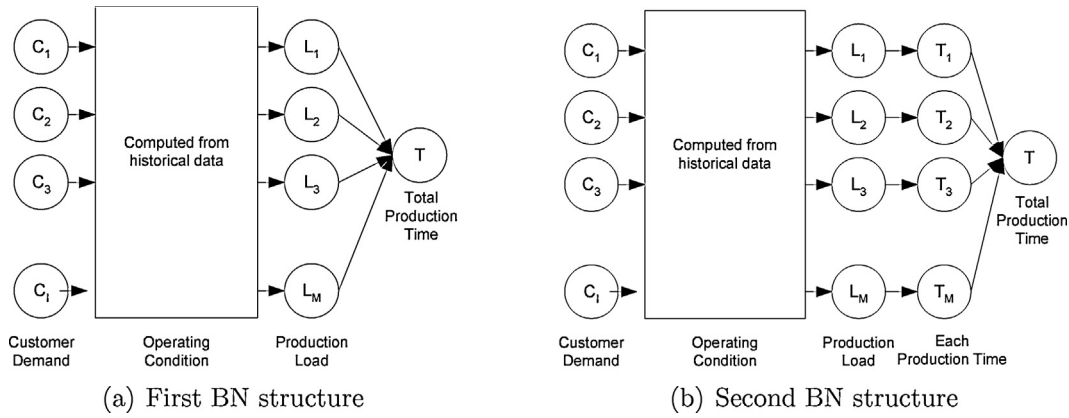 C1
C2
C3
CI
Computed from
historical data
L1
L2
L3
LM
T
Total
Production
Time
Customer
Demand
Operating
Condition
Production
Load
(a) First BN structure
C1
C2
C3
CI
Computed from
historical data
L1
L2
L3
LM
T1
T2
T3
TM
T
Total
Production
Time
Customer
Demand
Operating
Condition
Production
Load
Each
Production Time
(b) Second BN structure